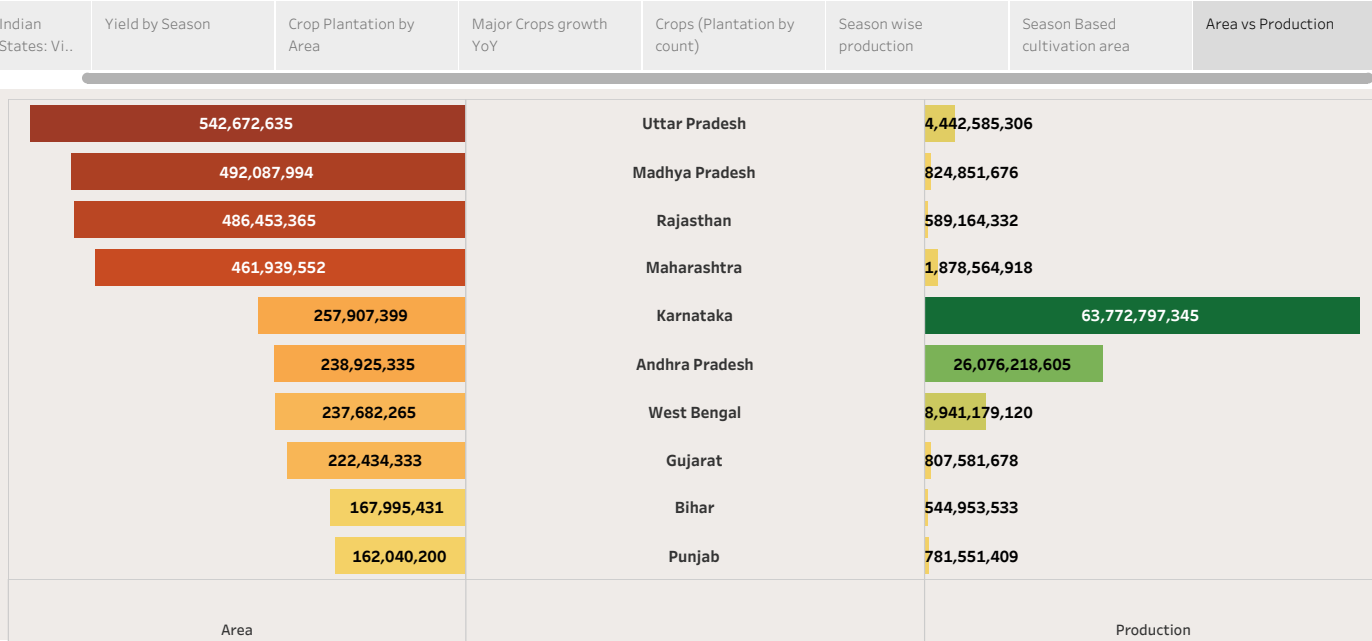 Indian
States: Vi..
Yield by Season
Crop Plantation by
Area
Major Crops growth
YoY
Crops (Plantation by
count)
Season wise
production
Season Based
cultivation area
Area vs Production
542,672,635 Uttar Pradesh 4,442,585,306
492,087,994 Madhya Pradesh 824,851,676
486,453,365 Rajasthan 589,164,332
461,939,552 Maharashtra 1,878,564,918
257,907,399 Karnataka 63,772,797,345
238,925,335 Andhra Pradesh 26,076,218,605
237,682,265 West Bengal 8,941,179,120
222,434,333 Gujarat 807,581,678
167,995,431 Bihar 544,953,533
162,040,200 Punjab 781,551,409
Area Production